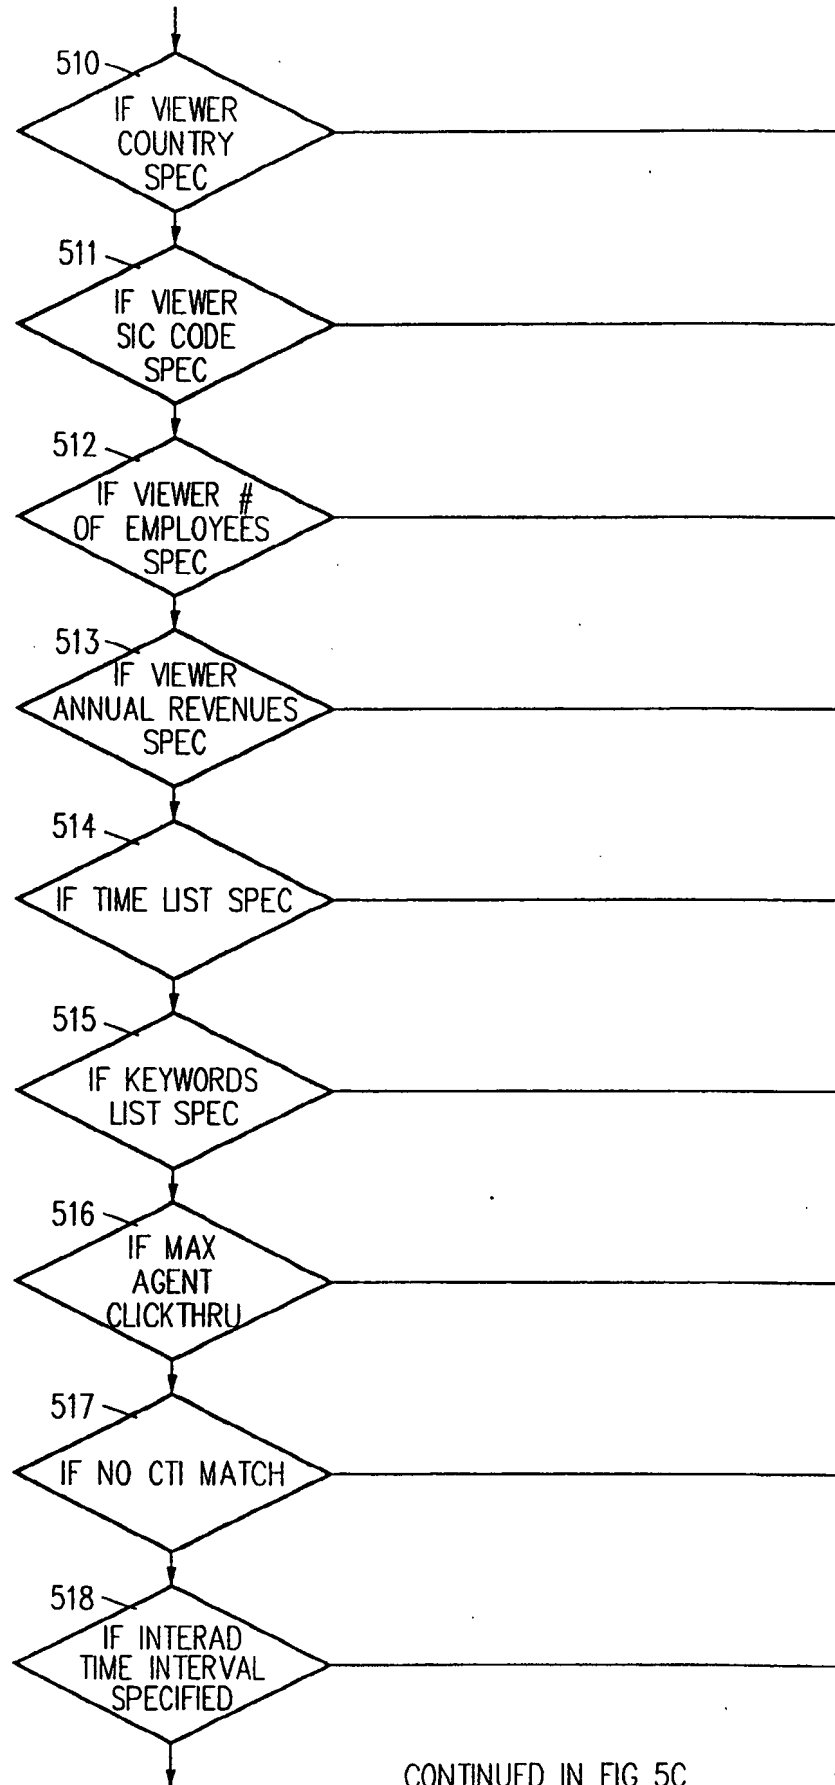 510
IF VIEWER
COUNTRY
SPEC
511
IF VIEWER
SIC CODE
SPEC
512
IF VIEWER #
OF EMPLOYEES
SPEC
513
IF VIEWER
ANNUAL REVENUES
SPEC
514
IF TIME LIST SPEC
515
IF KEYWORDS
LIST SPEC
516
IF MAX
AGENT
CLICKTHRU
517
IF NO CTI MATCH
518
IF INTERAD
TIME INTERVAL
SPECIFIED
CONTINUED IN FIG 5C